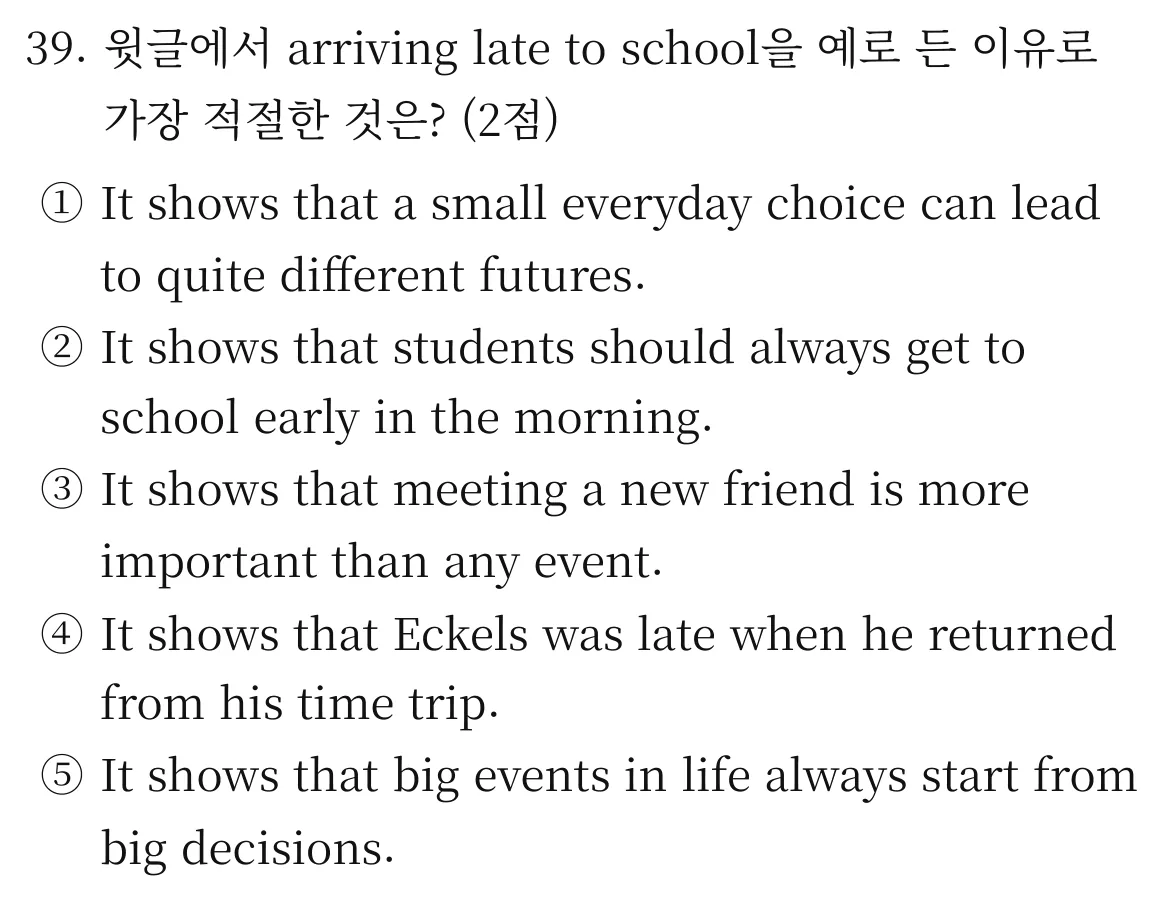 39. 윗글에서 arriving late to school을 예로 든 이유로
가장 적절한 것은? (2점)
① It shows that a small everyday choice can lead
to quite different futures.
② It shows that students should always get to
school early in the morning.
③ It shows that meeting a new friend is more
important than any event.
④ It shows that Eckels was late when he returned
from his time trip.
⑤ It shows that big events in life always start from
big decisions.